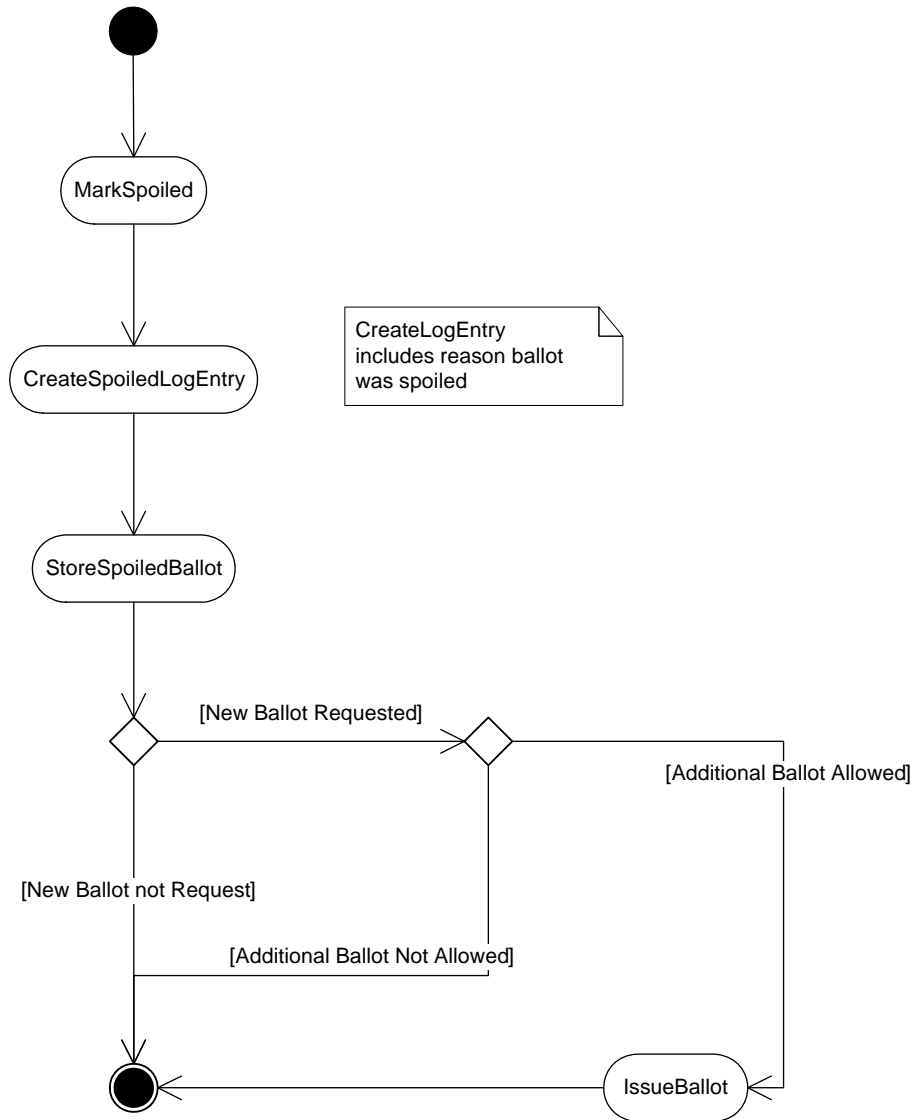 MarkSpoiled
CreateLogEntry
includes reason ballot
was spoiled
CreateSpoiledLogEntry
StoreSpoiledBallot
[New Ballot Requested]
[Additional Ballot Allowed]
[New Ballot not Request]
[Additional Ballot Not Allowed]
IssueBallot